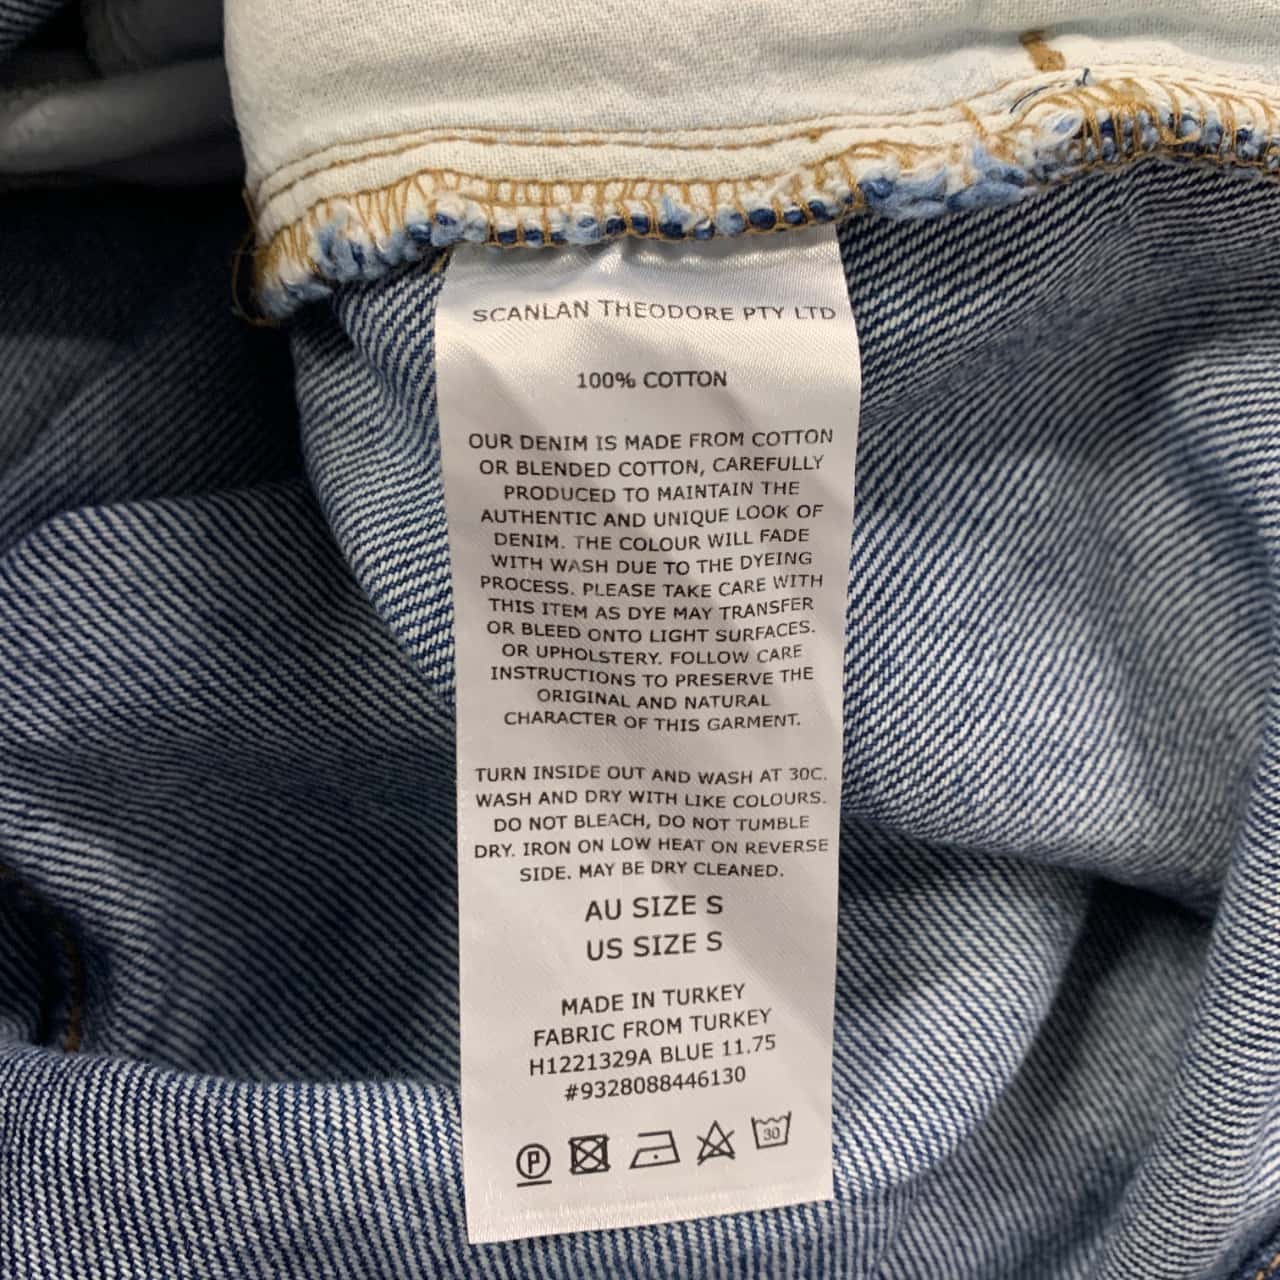 SCANLAN THEODORE PTY LTD
100% COTTON
OUR DENIM IS MADE FROM COTTON
OR BLENDED COTTON, CAREFULLY
PRODUCED TO MAINTAIN THE
AUTHENTIC AND UNIQUE LOOK OF
DENIM. THE COLOUR WILL FADE
WITH WASH DUE TO THE DYEING
PROCESS. PLEASE TAKE CARE WITH
THIS ITEM AS DYE MAY TRANSFER
OR BLEED ONTO LIGHT SURFACES.
OR UPHOLSTERY. FOLLOW CARE
INSTRUCTIONS TO PRESERVE THE
ORIGINAL AND NATURAL
CHARACTER OF THIS GARMENT.
TURN INSIDE OUT AND WASH AT 30C.
WASH AND DRY WITH LIKE COLOURS.
DO NOT BLEACH, DO NOT TUMBLE
DRY. IRON ON LOW HEAT ON REVERSE
SIDE. MAY BE DRY CLEANED.
AU SIZE S
US SIZE S
MADE IN TURKEY
FABRIC FROM TURKEY
H1221329A BLUE 11.75
#9328088446130
P 30